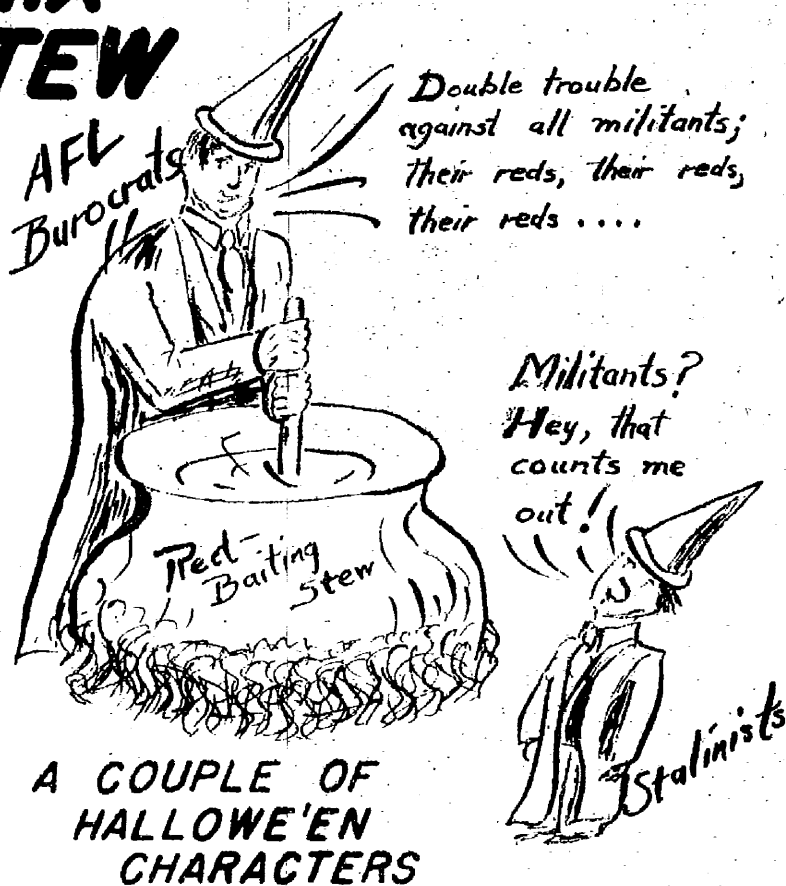 TEW
AFL
Burocrats
Double trouble
against all militants;
their reds, their reds,
their reds ....
Militants?
Hey, that
counts me
out!
Red-
Baiting
Stew
Stalinists
A COUPLE OF
HALLOWE'EN
CHARACTERS